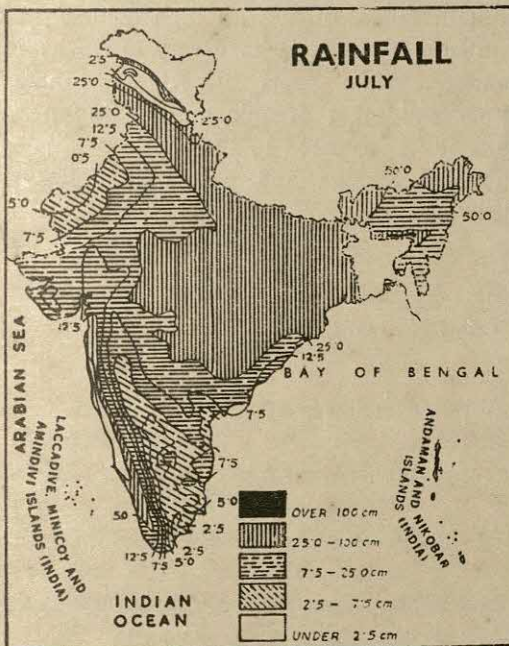 RAINFALL
JULY
2.5
25.0
25.0
12.5
7.5
0.5
5.0
7.5
12.5
25.0
50.0
50.0
25.0
12.5
7.5
7.5
5.0
2.5
2.5
5.0
7.5
12.5
5.0
ARABIAN SEA
LACCADIVE, MINICOY AND
AMINDIVI ISLANDS (INDIA)
BAY OF BENGAL
ANDAMAN AND NIKOBAR
ISLANDS
(INDIA)
INDIAN
OCEAN
OVER 100 cm
25.0 – 100 cm
7.5 – 25.0 cm
2.5 – 7.5 cm
UNDER 2.5 cm